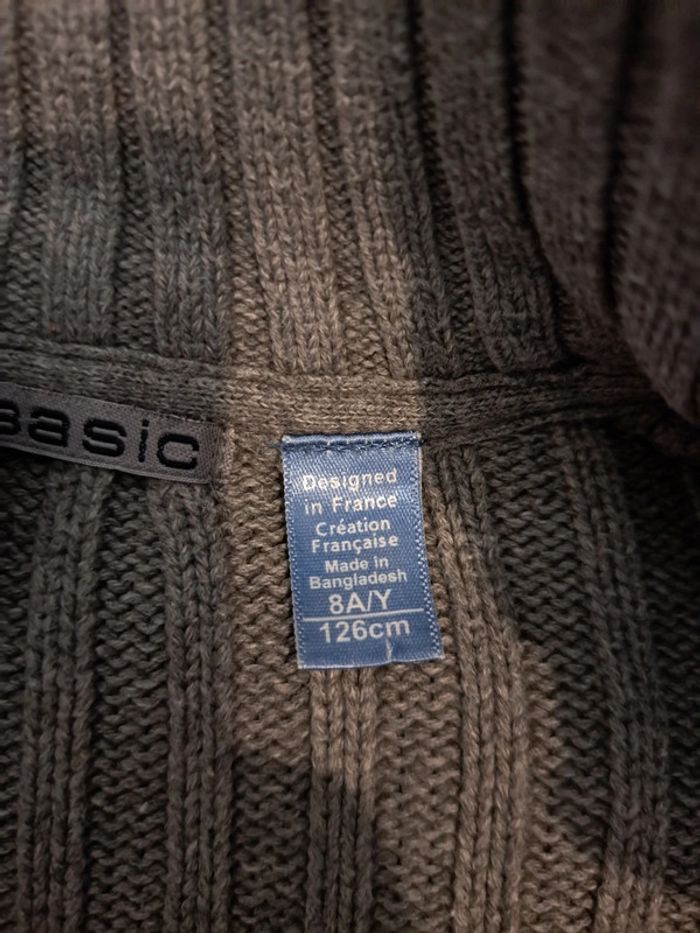 BASIC
Designed
in France
Création
Française
Made in
Bangladesh
8A/Y
126cm